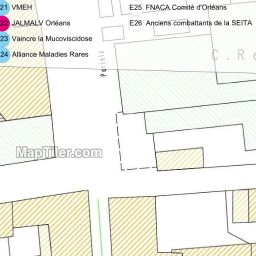 21 VMEH
22 JALMALV Orléans
23 Vaincre la Mucoviscidose
24 Alliance Maladies Rares
E25 FNACA Comité d'Orléans
E26 Anciens combattants de la SEITA
C. Re
MapTiler.com